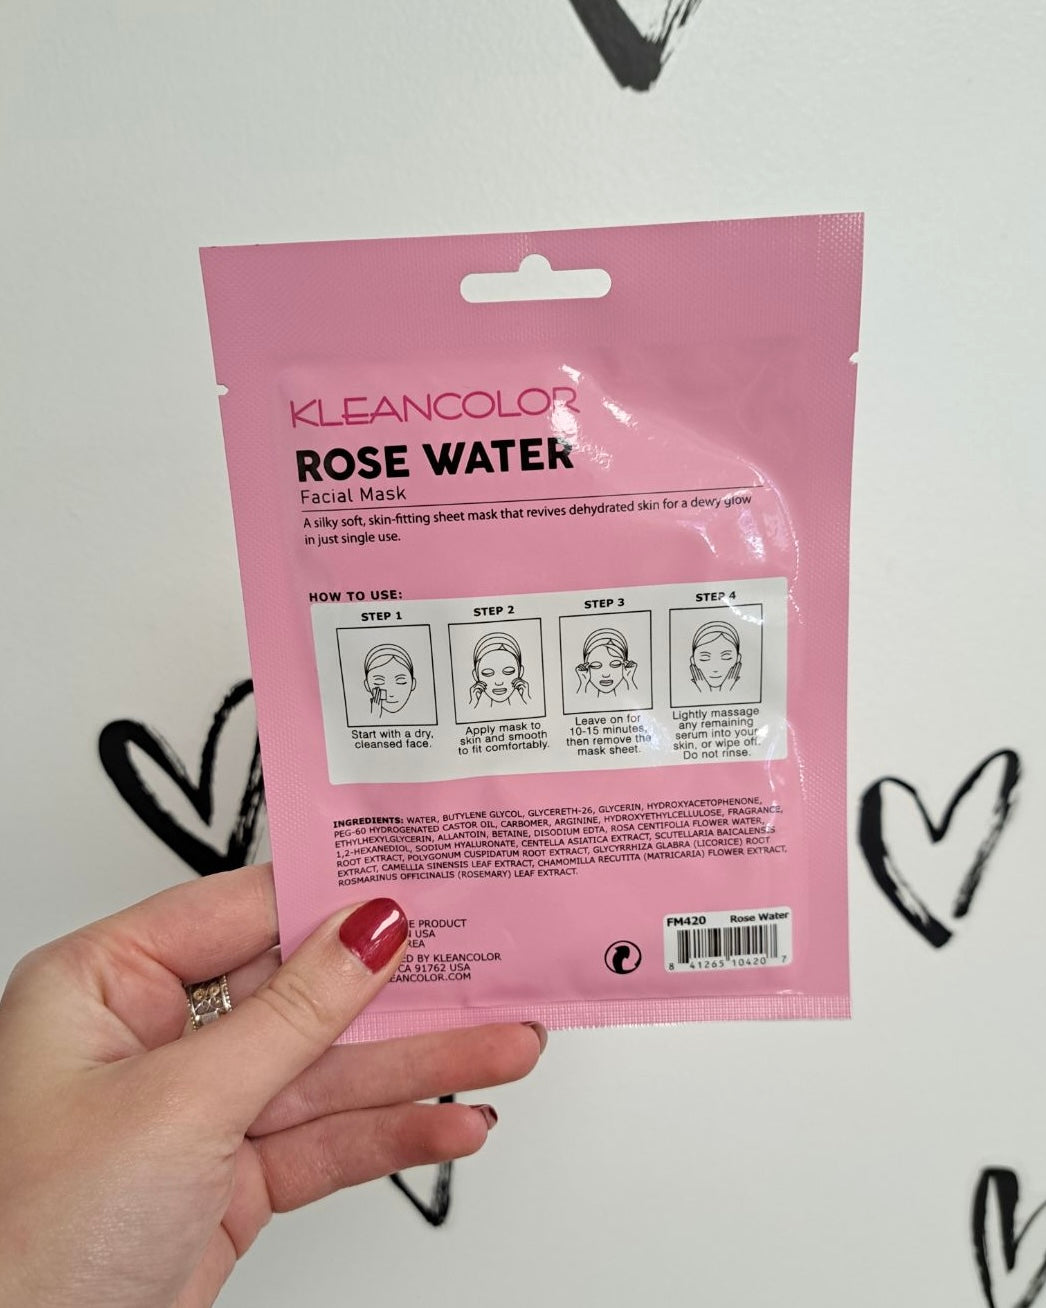 KLEANCOLOR
ROSE WATER
Facial Mask
A silky soft, skin-fitting sheet mask that revives dehydrated skin for a dewy glow
in just single use.
HOW TO USE:
STEP 1
Start with a dry,
cleansed face.
STEP 2
Apply mask to
skin and smooth
to fit comfortably.
STEP 3
Leave on for
10-15 minutes,
then remove the
mask sheet.
STEP 4
Lightly massage
any remaining
serum into your
skin, or wipe off.
Do not rinse.
INGREDIENTS: WATER, BUTYLENE GLYCOL, GLYCERETH-26, GLYCERIN, HYDROXYACETOPHENONE,
PEG-60 HYDROGENATED CASTOR OIL, CARBOMER, ARGININE, HYDROXYETHYLCELLULOSE, FRAGRANCE,
ETHYLHEXYLGLYCERIN, ALLANTOIN, BETAINE, DISODIUM EDTA, ROSA CENTIFOLIA FLOWER WATER,
1,2-HEXANEDIOL, SODIUM HYALURONATE, CENTELLA ASIATICA EXTRACT, SCUTELLARIA BAICALENSIS
ROOT EXTRACT, POLYGONUM CUSPIDATUM ROOT EXTRACT, GLYCYRRHIZA GLABRA (LICORICE) ROOT
EXTRACT, CAMELLIA SINENSIS LEAF EXTRACT, CHAMOMILLA RECUTITA (MATRICARIA) FLOWER EXTRACT,
ROSMARINUS OFFICINALIS (ROSEMARY) LEAF EXTRACT.
E PRODUCT
N USA
REA
ED BY KLEANCOLOR
CA 91762 USA
EANCOLOR.COM
FM420 Rose Water
8 41265 10420 7